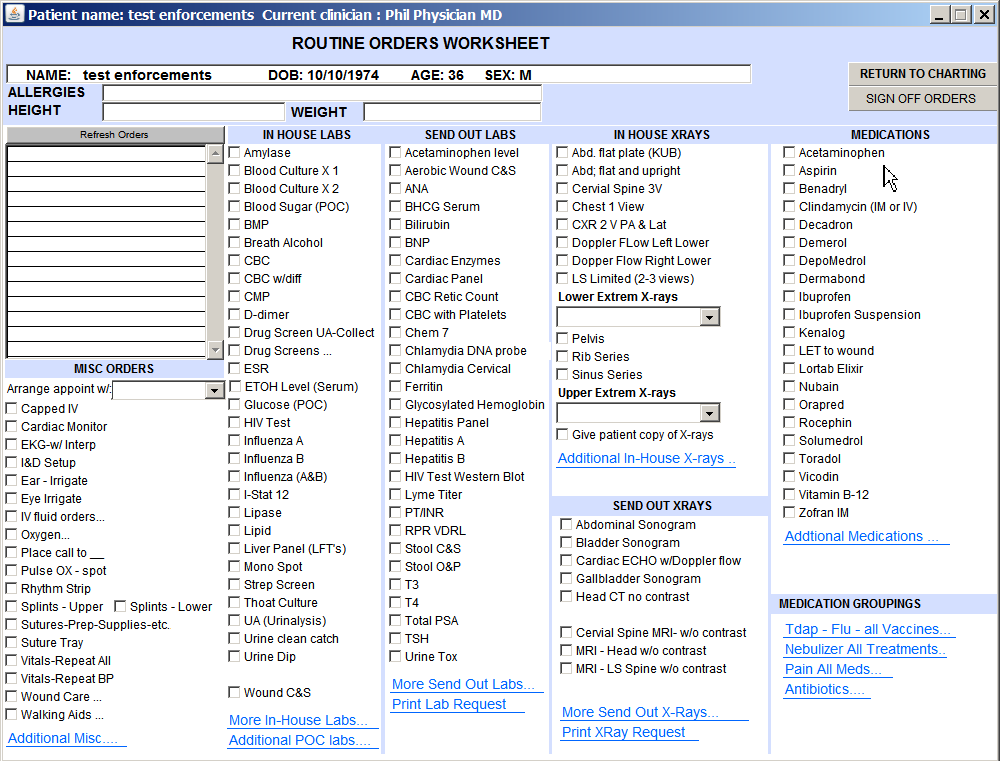 Patient name: test enforcements  Current clinician : Phil Physician MD
ROUTINE ORDERS WORKSHEET
NAME: test enforcements DOB: 10/10/1974 AGE: 36 SEX: M
RETURN TO CHARTING
SIGN OFF ORDERS
ALLERGIES
HEIGHT
WEIGHT
Refresh Orders
MISC ORDERS
Arrange appoint w/:
Capped IV
Cardiac Monitor
EKG-w/ Interp
I&D Setup
Ear - Irrigate
Eye Irrigate
IV fluid orders...
Oxygen...
Place call to __
Pulse OX - spot
Rhythm Strip
Splints - Upper
Splints - Lower
Sutures-Prep-Supplies-etc.
Suture Tray
Vitals-Repeat All
Vitals-Repeat BP
Wound Care ...
Walking Aids ...
Additional Misc....
IN HOUSE LABS
Amylase
Blood Culture X 1
Blood Culture X 2
Blood Sugar (POC)
BMP
Breath Alcohol
CBC
CBC w/diff
CMP
D-dimer
Drug Screen UA-Collect
Drug Screens ...
ESR
ETOH Level (Serum)
Glucose (POC)
HIV Test
Influenza A
Influenza B
Influenza (A&B)
I-Stat 12
Lipase
Lipid
Liver Panel (LFT's)
Mono Spot
Strep Screen
Thoat Culture
UA (Urinalysis)
Urine clean catch
Urine Dip
Wound C&S
More In-House Labs...
Additional POC labs....
SEND OUT LABS
Acetaminophen level
Aerobic Wound C&S
ANA
BHCG Serum
Bilirubin
BNP
Cardiac Enzymes
Cardiac Panel
CBC Retic Count
CBC with Platelets
Chem 7
Chlamydia DNA probe
Chlamydia Cervical
Ferritin
Glycosylated Hemoglobin
Hepatitis Panel
Hepatitis A
Hepatitis B
HIV Test Western Blot
Lyme Titer
PT/INR
RPR VDRL
Stool C&S
Stool O&P
T3
T4
Total PSA
TSH
Urine Tox
More Send Out Labs...
Print Lab Request
IN HOUSE XRAYS
Abd. flat plate (KUB)
Abd; flat and upright
Cervial Spine 3V
Chest 1 View
CXR 2 V PA & Lat
Doppler FLow Left Lower
Dopper Flow Right Lower
LS Limited (2-3 views)
Lower Extrem X-rays
Pelvis
Rib Series
Sinus Series
Upper Extrem X-rays
Give patient copy of X-rays
Additional In-House X-rays ..
SEND OUT XRAYS
Abdominal Sonogram
Bladder Sonogram
Cardiac ECHO w/Doppler flow
Gallbladder Sonogram
Head CT no contrast
Cervial Spine MRI- w/o contrast
MRI - Head w/o contrast
MRI - LS Spine w/o contrast
More Send Out X-Rays...
Print XRay Request
MEDICATIONS
Acetaminophen
Aspirin
Benadryl
Clindamycin (IM or IV)
Decadron
Demerol
DepoMedrol
Dermabond
Ibuprofen
Ibuprofen Suspension
Kenalog
LET to wound
Lortab Elixir
Nubain
Orapred
Rocephin
Solumedrol
Toradol
Vicodin
Vitamin B-12
Zofran IM
Addtional Medications ...
MEDICATION GROUPINGS
Tdap - Flu - all Vaccines...
Nebulizer All Treatments..
Pain All Meds...
Antibiotics....